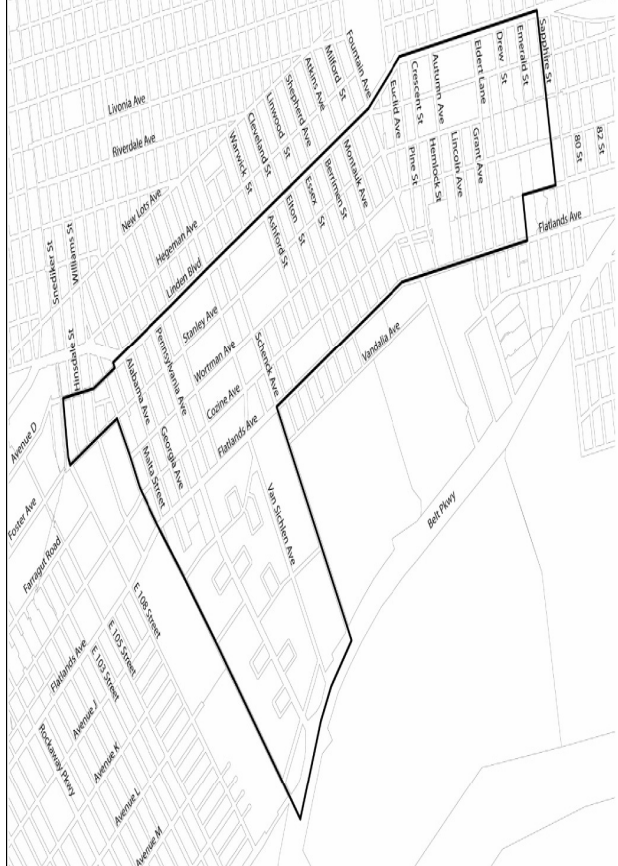 Sapphire St
Emerald St
Drew St
Eldert Lane
Autumn Ave
Crescent St
Euclid Ave
Fountain Ave
Milford St
Atkins Ave
Shepherd Ave
Linwood St
Cleveland St
Warwick St
Livonia Ave
Riverdale Ave
New Lots Ave
Hegeman Ave
Linden Blvd
82 St
80 St
Grant Ave
Lincoln Ave
Hemlock St
Pine St
Montauk Ave
Berrimen St
Essex St
Elton St
Ashford St
Flatlands Ave
Williams St
Snediker St
Hinsdale St
Stanley Ave
Wortman Ave
Cozine Ave
Flatlands Ave
Schenck Ave
Vandalia Ave
Pennsylvania Ave
Alabama Ave
Georgia Ave
Malta Street
Van Sichlen Ave
Belt Pkwy
Avenue D
Foster Ave
Farragut Road
E 108 Street
E 105 Street
E 103 Street
Flatlands Ave
Avenue J
Rockaway Pkwy
Avenue K
Avenue L
Avenue M